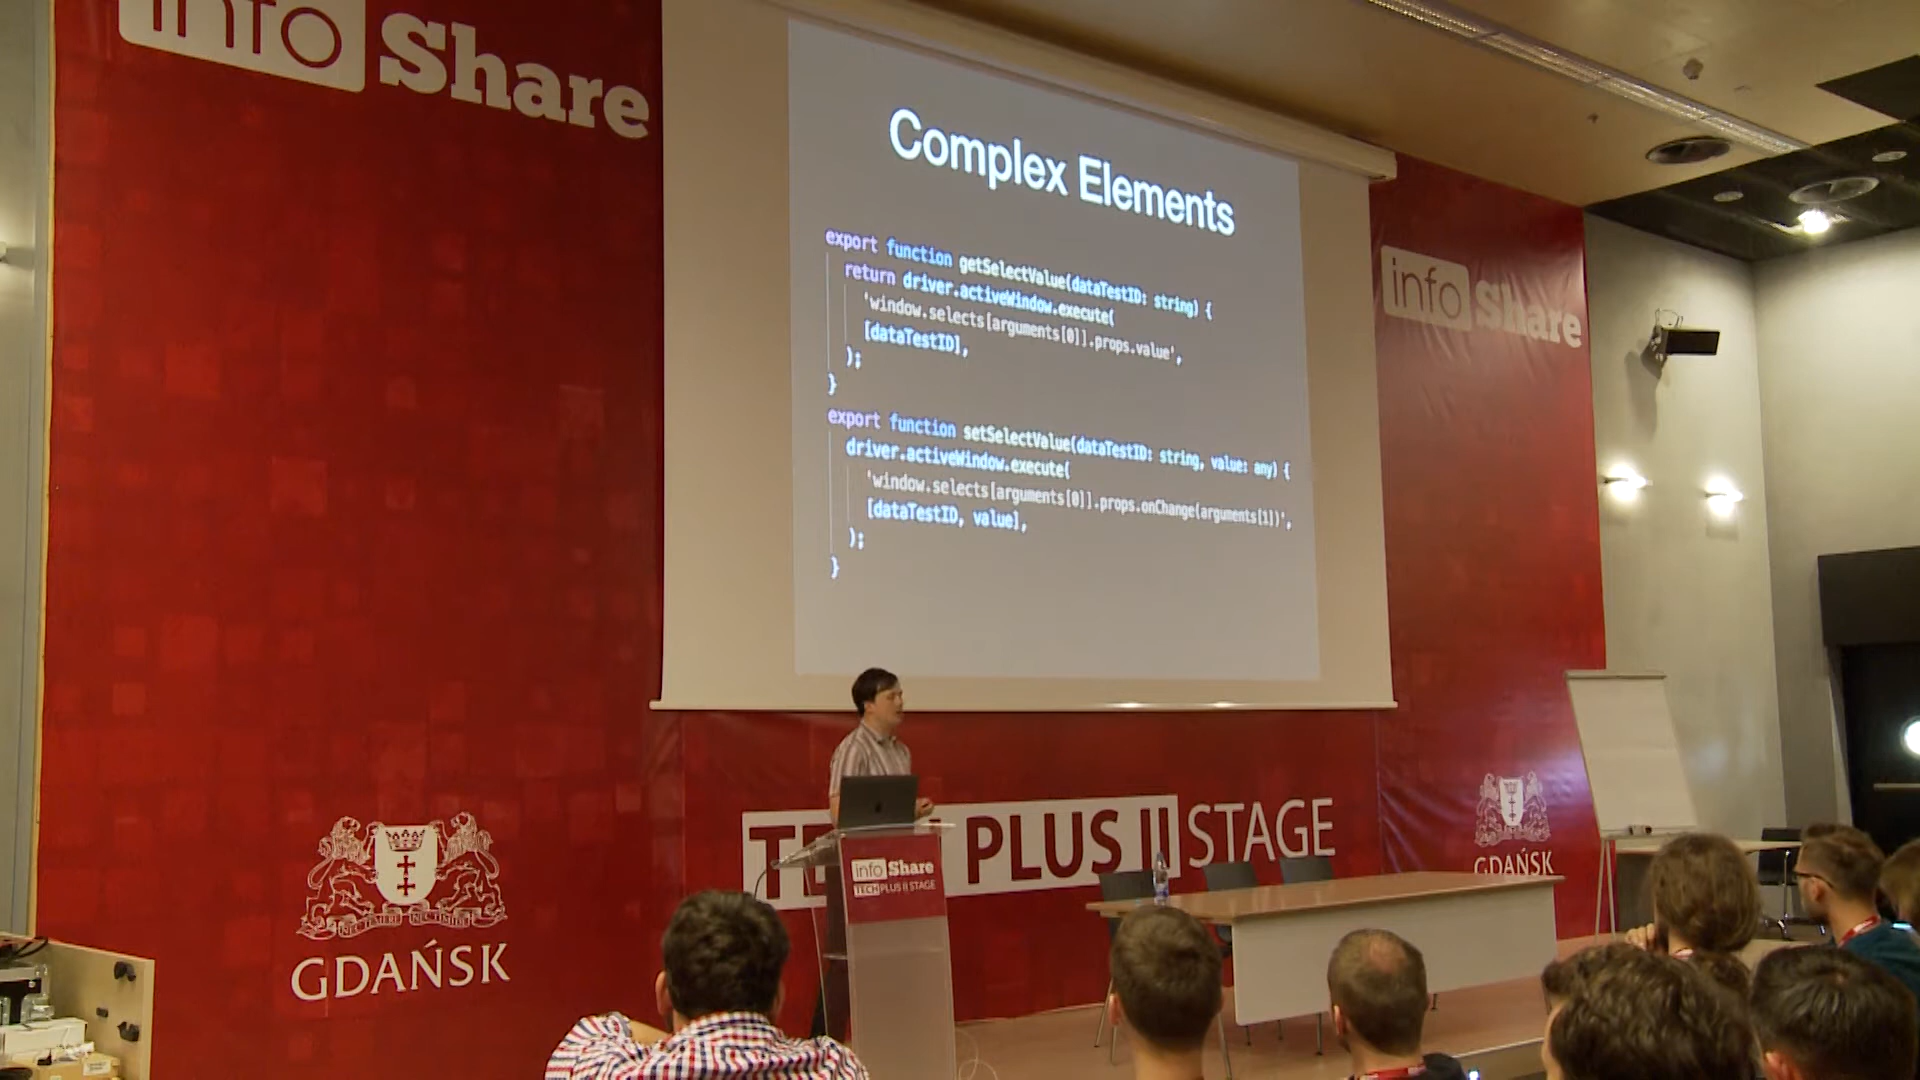 info Share
Complex Elements
export function getSelectValue(dataTestID: string) {
return driver.activeWindow.execute(
'window.selects[arguments[0]].props.value',
[dataTestID],
);
}
export function setSelectValue(dataTestID: string, value: any) {
driver.activeWindow.execute(
'window.selects[arguments[0]].props.onChange(arguments[1])',
[dataTestID, value],
);
}
info Share
PLUS II STAGE
info Share
TECH PLUS II STAGE
GDAŃSK
GDAŃSK